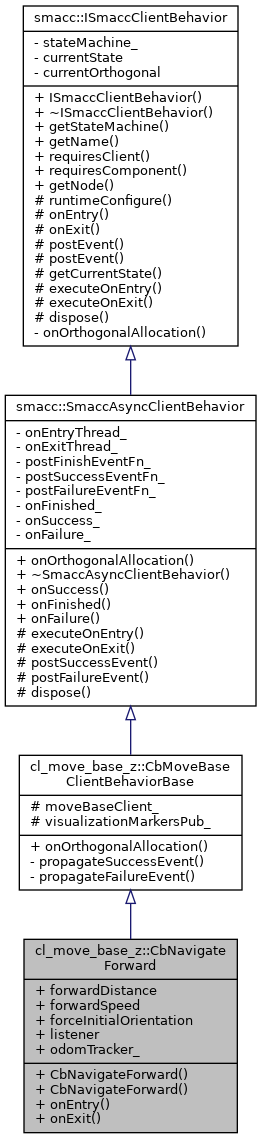 smacc::ISmaccClientBehavior
- stateMachine_
- currentState
- currentOrthogonal
+ ISmaccClientBehavior()
+ ~ISmaccClientBehavior()
+ getStateMachine()
+ getName()
+ requiresClient()
+ requiresComponent()
+ getNode()
# runtimeConfigure()
# onEntry()
# onExit()
# postEvent()
# postEvent()
# getCurrentState()
# executeOnEntry()
# executeOnExit()
# dispose()
- onOrthogonalAllocation()
smacc::SmaccAsyncClientBehavior
- onEntryThread_
- onExitThread_
- postFinishEventFn_
- postSuccessEventFn_
- postFailureEventFn_
- onFinished_
- onSuccess_
- onFailure_
+ onOrthogonalAllocation()
+ ~SmaccAsyncClientBehavior()
+ onSuccess()
+ onFinished()
+ onFailure()
# executeOnEntry()
# executeOnExit()
# postSuccessEvent()
# postFailureEvent()
# dispose()
cl_move_base_z::CbMoveBase
ClientBehaviorBase
# moveBaseClient_
# visualizationMarkersPub_
+ onOrthogonalAllocation()
- propagateSuccessEvent()
- propagateFailureEvent()
cl_move_base_z::CbNavigate
Forward
+ forwardDistance
+ forwardSpeed
+ forceInitialOrientation
+ listener
+ odomTracker_
+ CbNavigateForward()
+ CbNavigateForward()
+ onEntry()
+ onExit()